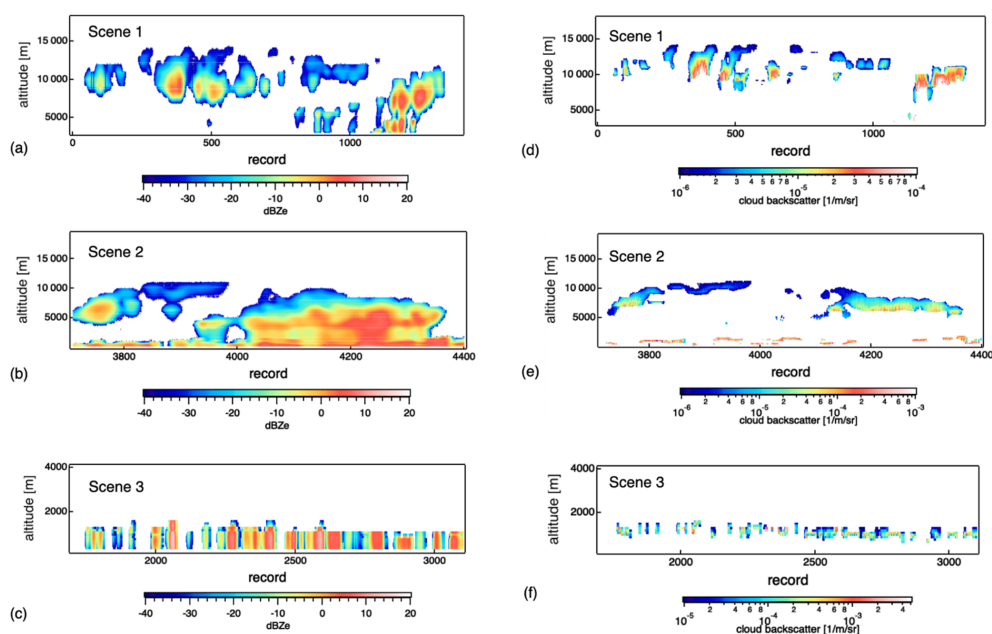 Scene 1
altitude [m]
15 000
10 000
5000
(a)
0 500 1000
record
-40 -30 -20 -10 0 10 20
dBZe
Scene 2
altitude [m]
15 000
10 000
5000
(b)
3800 4000 4200 4400
record
-40 -30 -20 -10 0 10 20
dBZe
Scene 3
altitude [m]
4000
2000
2000 2500 3000
record
(c)
-40 -30 -20 -10 0 10 20
dBZe
Scene 1
altitude [m]
15 000
10 000
5000
(d)
0 500 1000
record
10⁻⁶ 2 3 4 5 6 7 8 10⁻⁵ 2 3 4 5 6 7 8 10⁻⁴
cloud backscatter [1/m/sr]
Scene 2
altitude [m]
15 000
10 000
5000
(e)
3800 4000 4200 4400
record
10⁻⁶ 2 4 6 8 10⁻⁵ 2 4 6 8 10⁻⁴ 2 4 6 8 10⁻³
cloud backscatter [1/m/sr]
Scene 3
altitude [m]
4000
2000
2000 2500 3000
record
(f)
10⁻⁵ 2 4 6 8 10⁻⁴ 2 4 6 8 10⁻³ 2 4
cloud backscatter [1/m/sr]